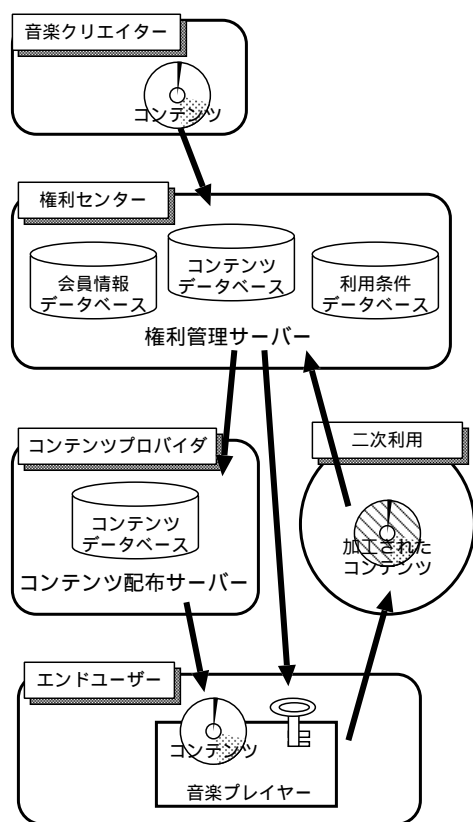 音楽クリエイター
コンテンツ
権利センター
会員情報
データベース
コンテンツ
データベース
利用条件
データベース
権利管理サーバー
コンテンツプロバイダ
コンテンツ
データベース
コンテンツ配布サーバー
二次利用
加工された
コンテンツ
エンドユーザー
コンテンツ
音楽プレイヤー